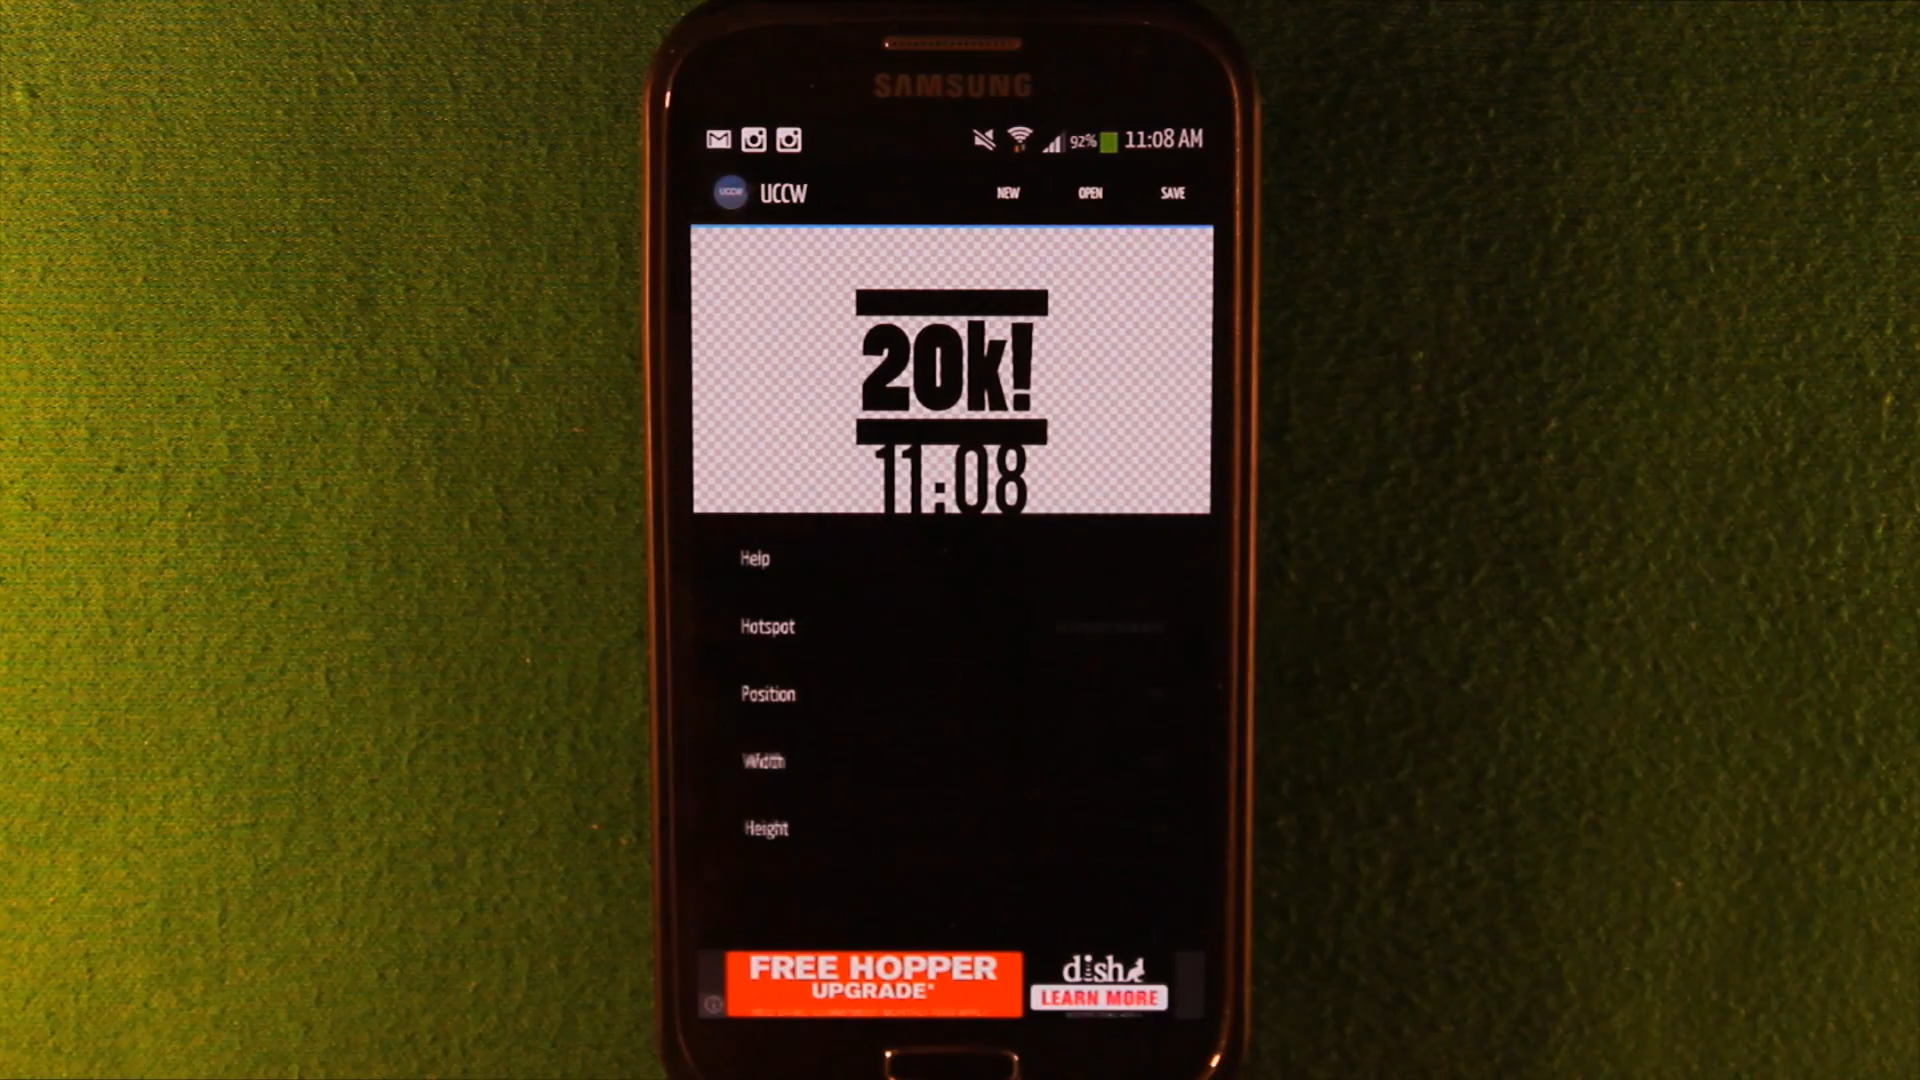 SAMSUNG
92% 11:08 AM
UCCW UCCW NEW OPEN SAVE
20k!
11:08
Help
Hotspot
Position
Width
Height
FREE HOPPER
UPGRADE*
dish
LEARN MORE